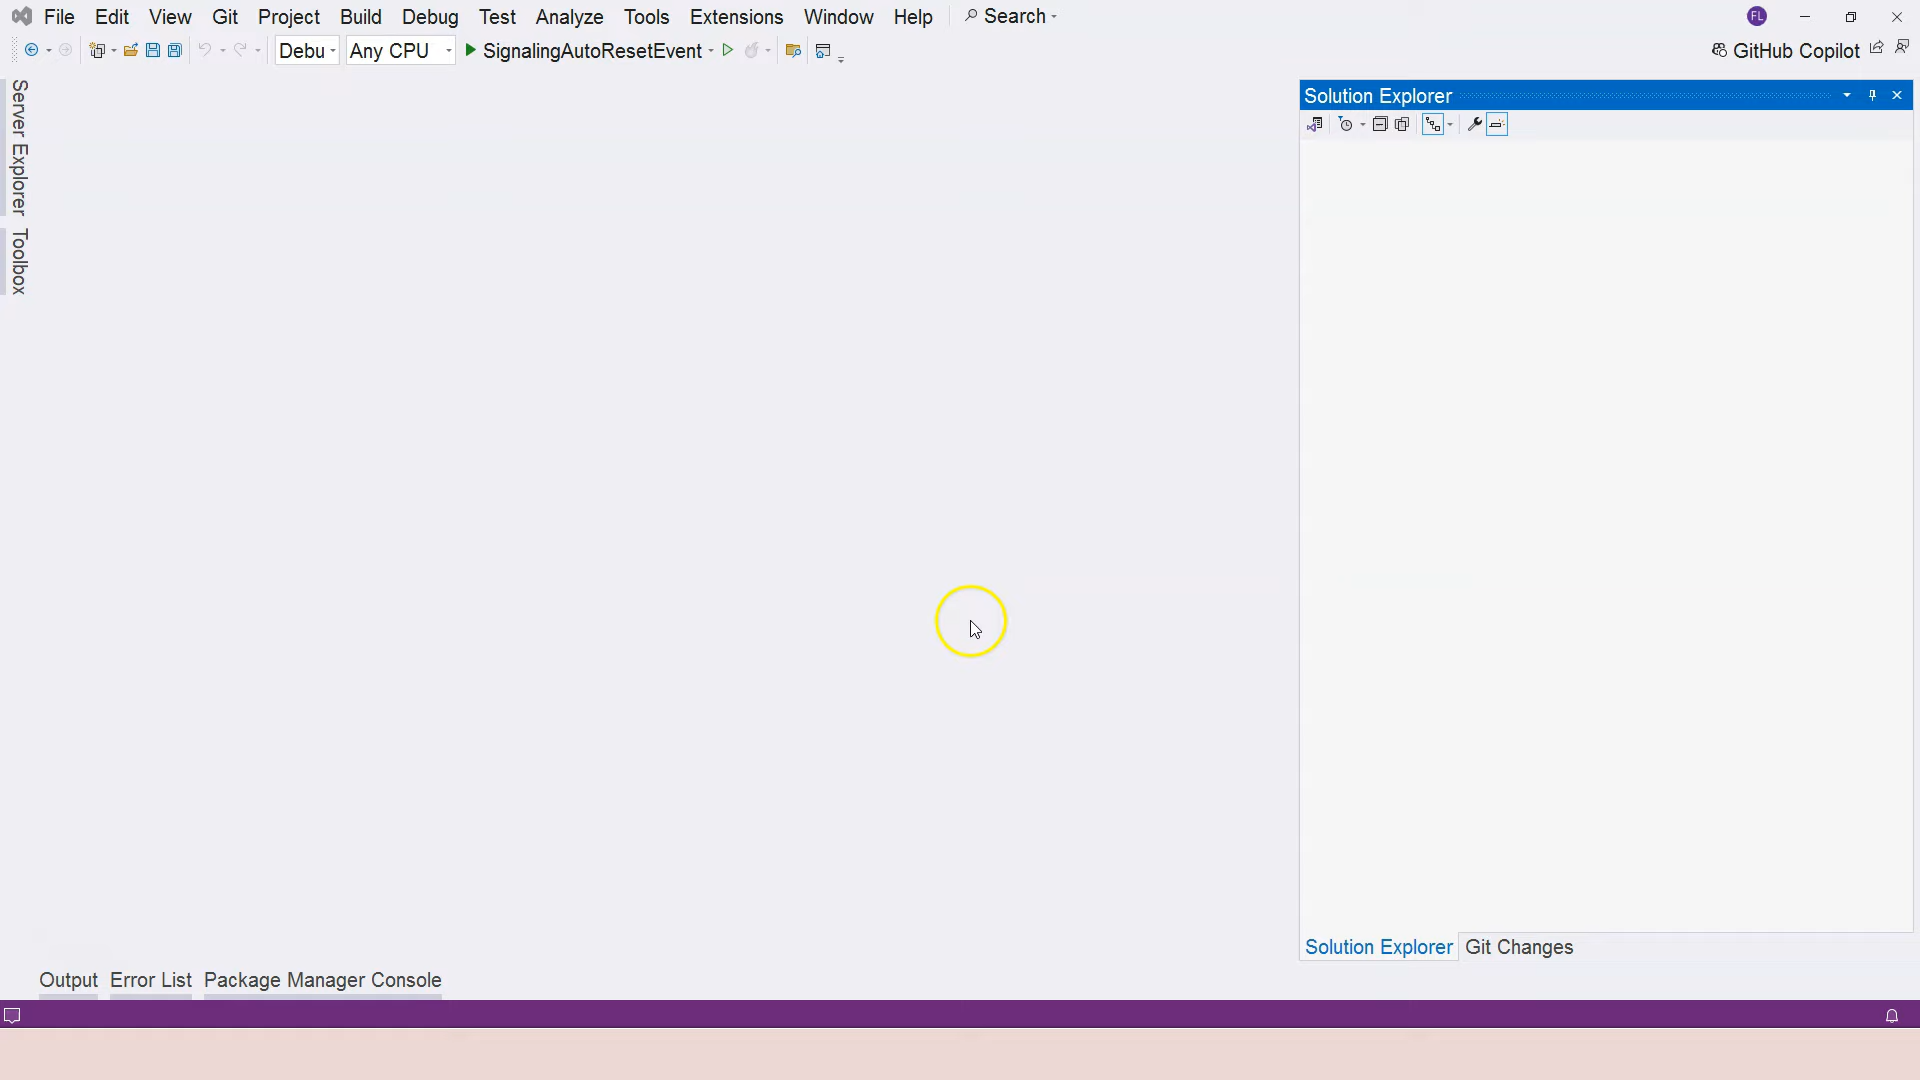 File Edit View Git Project Build Debug Test Analyze Tools Extensions Window Help Search FL
Debu Any CPU SignalingAutoResetEvent GitHub Copilot
Server Explorer
Toolbox
Solution Explorer
Solution Explorer Git Changes
Output Error List Package Manager Console